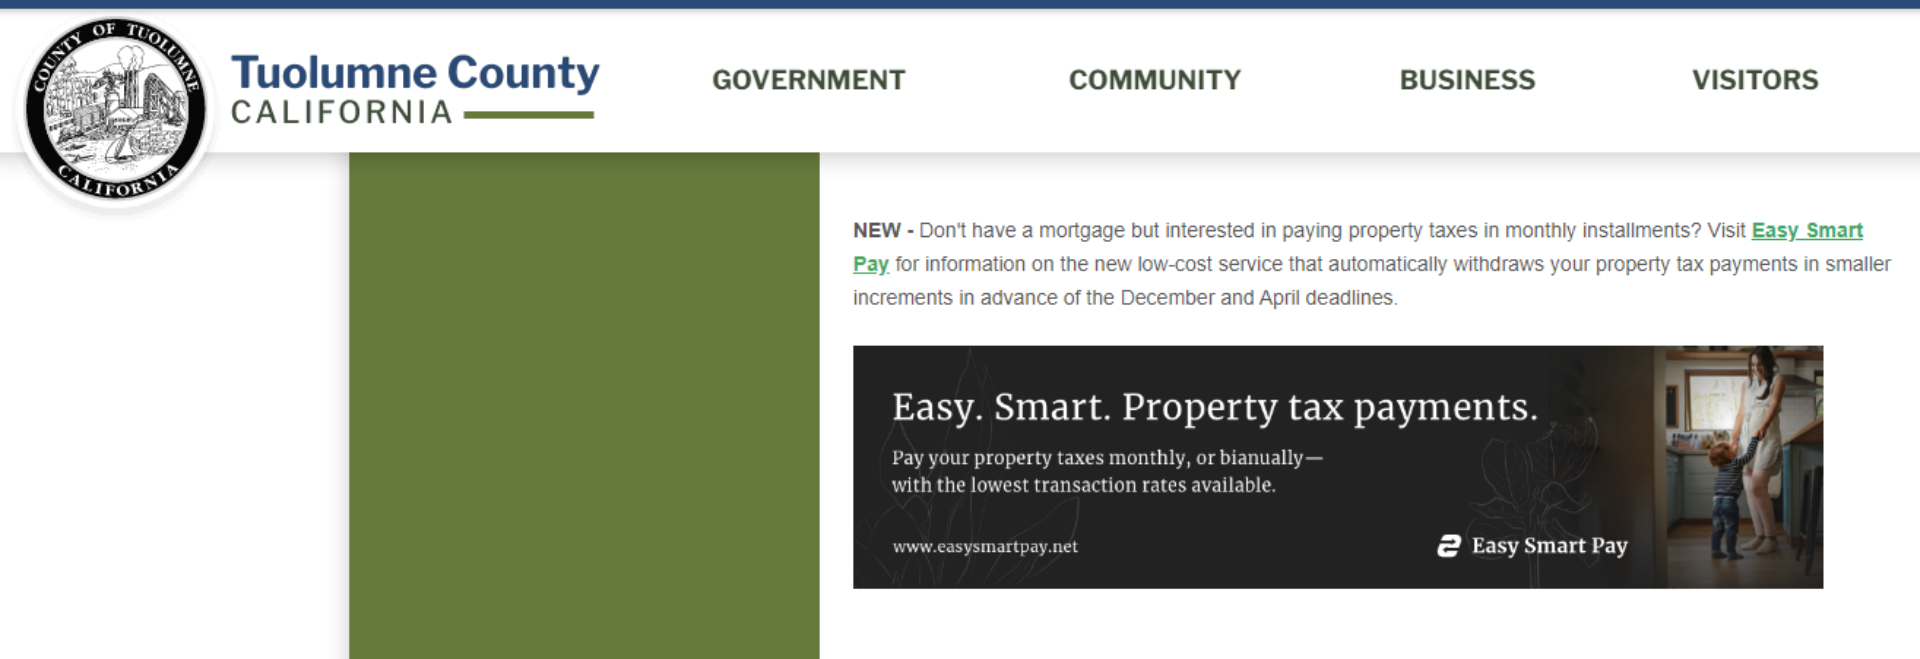 COUNTY OF TUOLUMNE
CALIFORNIA
Tuolumne County
CALIFORNIA
GOVERNMENT
COMMUNITY
BUSINESS
VISITORS
NEW - Don't have a mortgage but interested in paying property taxes in monthly installments? Visit Easy Smart
Pay for information on the new low-cost service that automatically withdraws your property tax payments in smaller
increments in advance of the December and April deadlines.
Easy. Smart. Property tax payments.
Pay your property taxes monthly, or bianually—
with the lowest transaction rates available.
www.easysmartpay.net
Easy Smart Pay